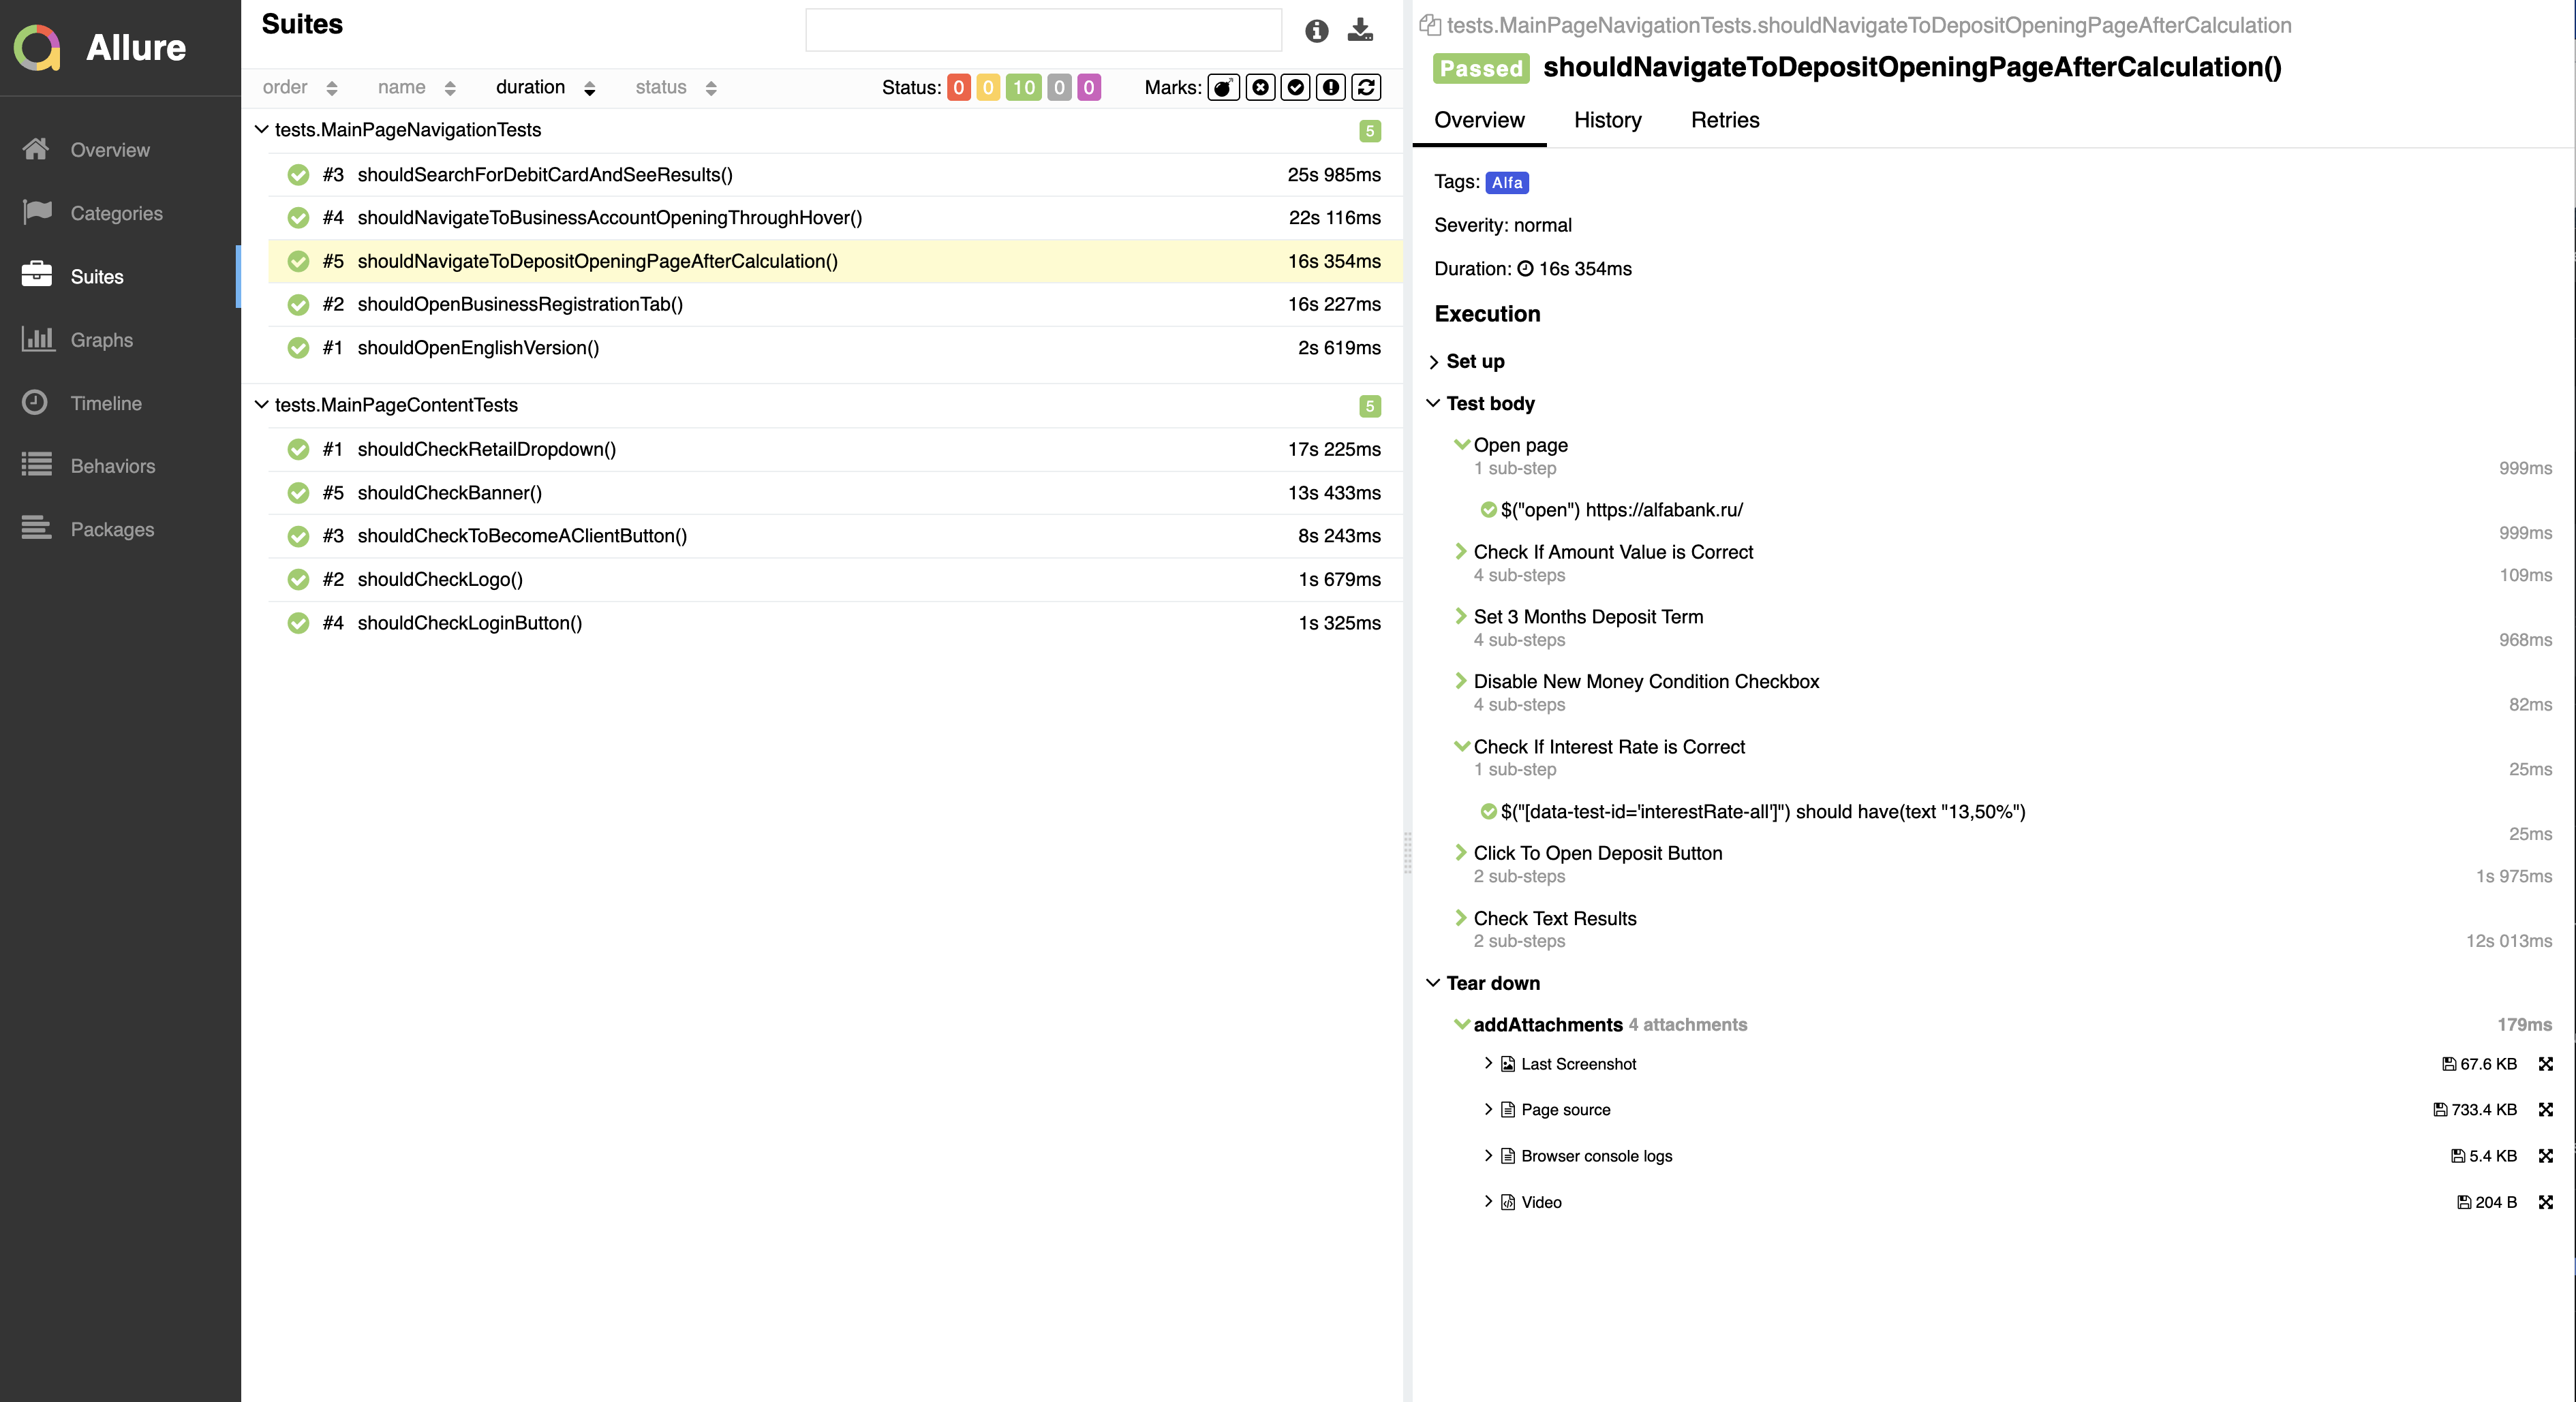 Allure
Overview
Categories
Suites
Graphs
Timeline
Behaviors
Packages
Suites
order name duration status Status: 0 0 10 0 0 Marks:
tests.MainPageNavigationTests 5
#3 shouldSearchForDebitCardAndSeeResults() 25s 985ms
#4 shouldNavigateToBusinessAccountOpeningThroughHover() 22s 116ms
#5 shouldNavigateToDepositOpeningPageAfterCalculation() 16s 354ms
#2 shouldOpenBusinessRegistrationTab() 16s 227ms
#1 shouldOpenEnglishVersion() 2s 619ms
tests.MainPageContentTests 5
#1 shouldCheckRetailDropdown() 17s 225ms
#5 shouldCheckBanner() 13s 433ms
#3 shouldCheckToBecomeAClientButton() 8s 243ms
#2 shouldCheckLogo() 1s 679ms
#4 shouldCheckLoginButton() 1s 325ms
tests.MainPageNavigationTests.shouldNavigateToDepositOpeningPageAfterCalculation
Passed shouldNavigateToDepositOpeningPageAfterCalculation()
Overview History Retries
Tags: Alfa
Severity: normal
Duration: 16s 354ms
Execution
Set up
Test body
Open page
1 sub-step 999ms
$("open") https://alfabank.ru/
999ms
Check If Amount Value is Correct
4 sub-steps 109ms
Set 3 Months Deposit Term
4 sub-steps 968ms
Disable New Money Condition Checkbox
4 sub-steps 82ms
Check If Interest Rate is Correct
1 sub-step 25ms
$("[data-test-id='interestRate-all']") should have(text "13,50%")
25ms
Click To Open Deposit Button
2 sub-steps 1s 975ms
Check Text Results
2 sub-steps 12s 013ms
Tear down
addAttachments 4 attachments 179ms
Last Screenshot 67.6 KB
Page source 733.4 KB
Browser console logs 5.4 KB
Video 204 B